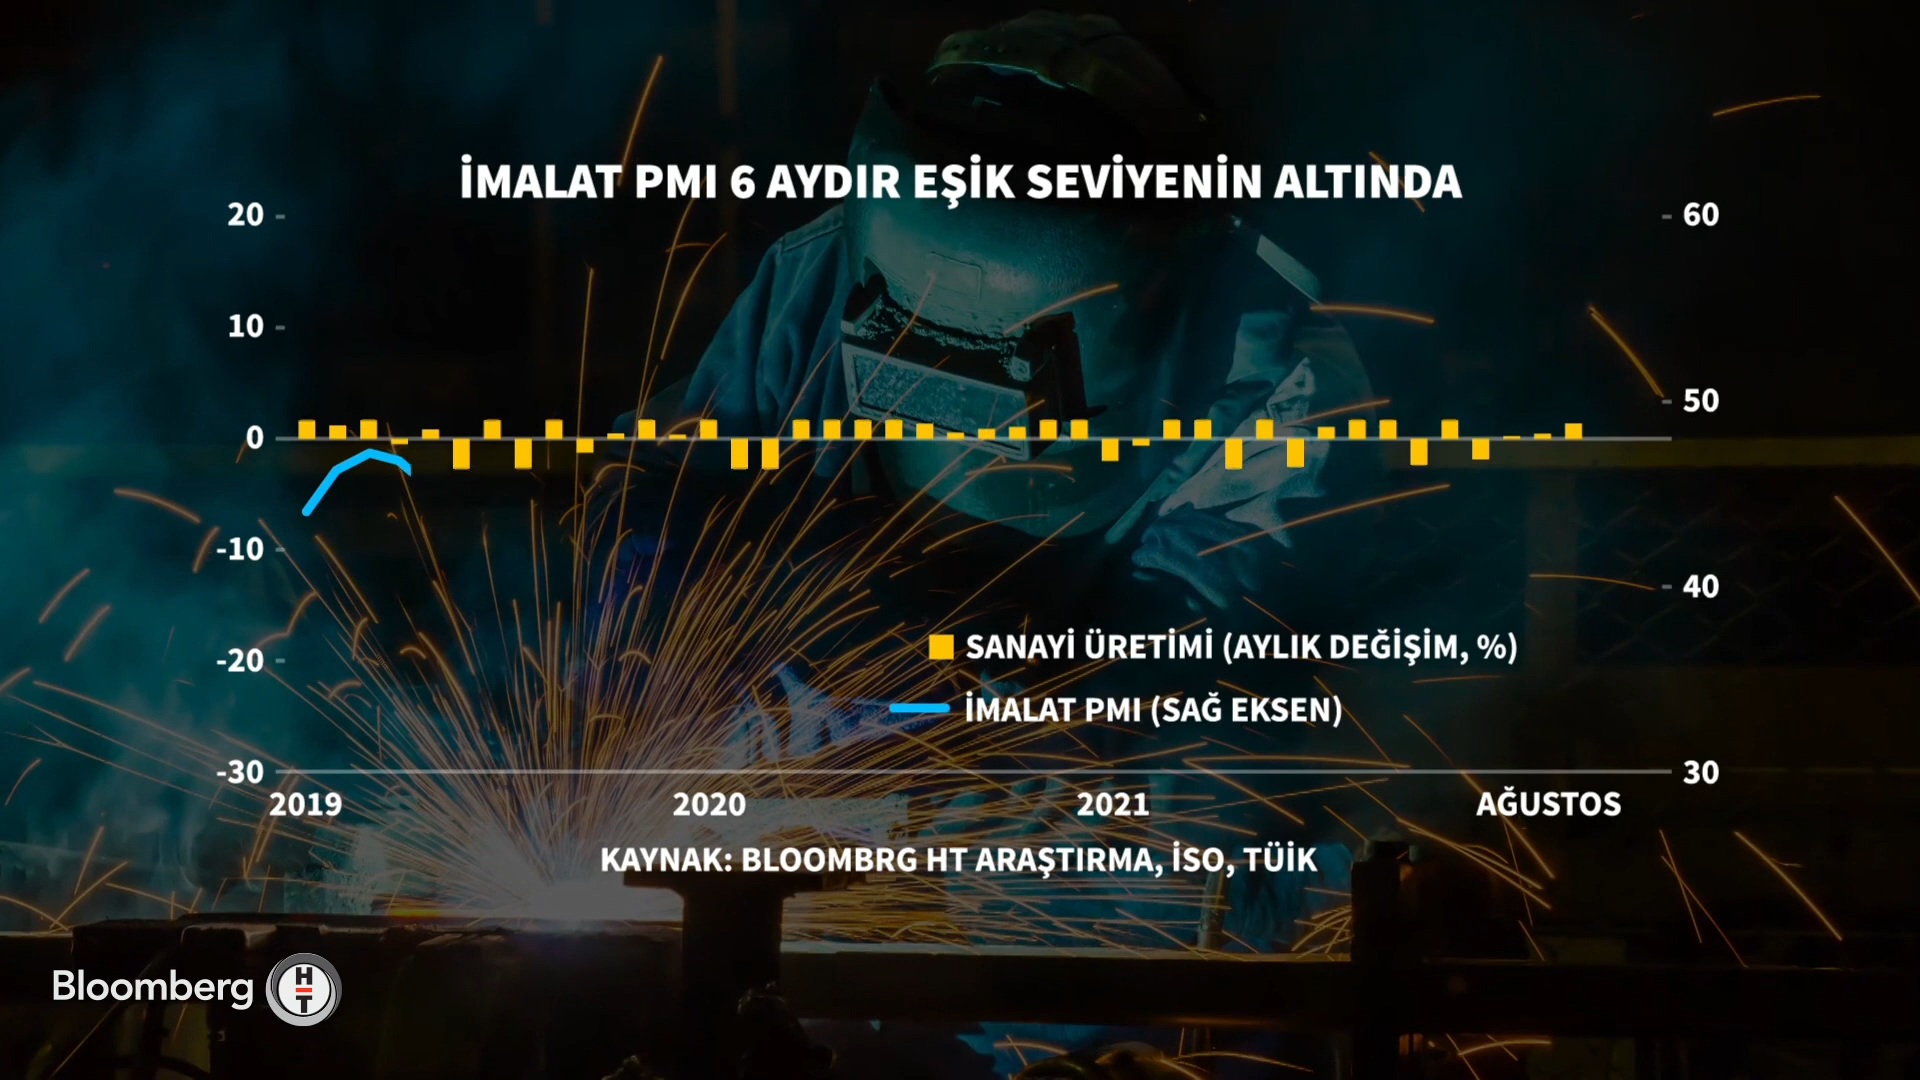 İMALAT PMI 6 AYDIR EŞİK SEVİYENİN ALTINDA
20
60
10
50
0
-10
40
SANAYİ ÜRETİMİ (AYLIK DEĞİŞİM, %)
-20
İMALAT PMI (SAĞ EKSEN)
-30
30
2019
2020
2021
AĞUSTOS
KAYNAK: BLOOMBRG HT ARAŞTIRMA, İSO, TÜİK
Bloomberg HT